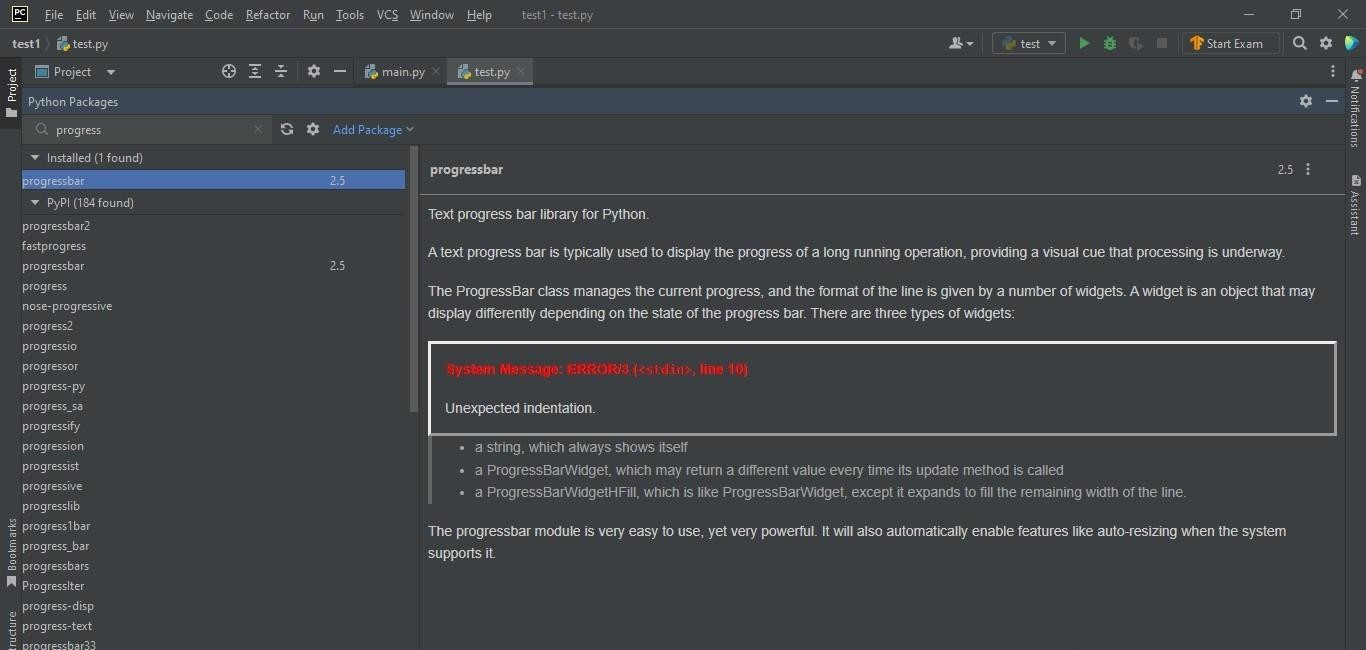 PC File Edit View Navigate Code Refactor Run Tools VCS Window Help test1 - test.py
test1 test.py test Start Exam
Project main.py test.py
Project
Python Packages
progress Add Package
Installed (1 found)
progressbar 2.5
PyPI (184 found)
progressbar2
fastprogress
progressbar 2.5
progress
nose-progressive
progress2
progressio
progressor
progress-py
progress_sa
progressify
progression
progressist
progressive
progresslib
progress1bar
progress_bar
progressbars
ProgressIter
progress-disp
progress-text
progressbar33
progressbar 2.5
Text progress bar library for Python.
A text progress bar is typically used to display the progress of a long running operation, providing a visual cue that processing is underway.
The ProgressBar class manages the current progress, and the format of the line is given by a number of widgets. A widget is an object that may
display differently depending on the state of the progress bar. There are three types of widgets:
System Message: ERROR/3 (<stdin>, line 10)
Unexpected indentation.
• a string, which always shows itself
• a ProgressBarWidget, which may return a different value every time its update method is called
• a ProgressBarWidgetHFill, which is like ProgressBarWidget, except it expands to fill the remaining width of the line.
The progressbar module is very easy to use, yet very powerful. It will also automatically enable features like auto-resizing when the system
supports it.
Bookmarks
ructure
Notifications
Assistant